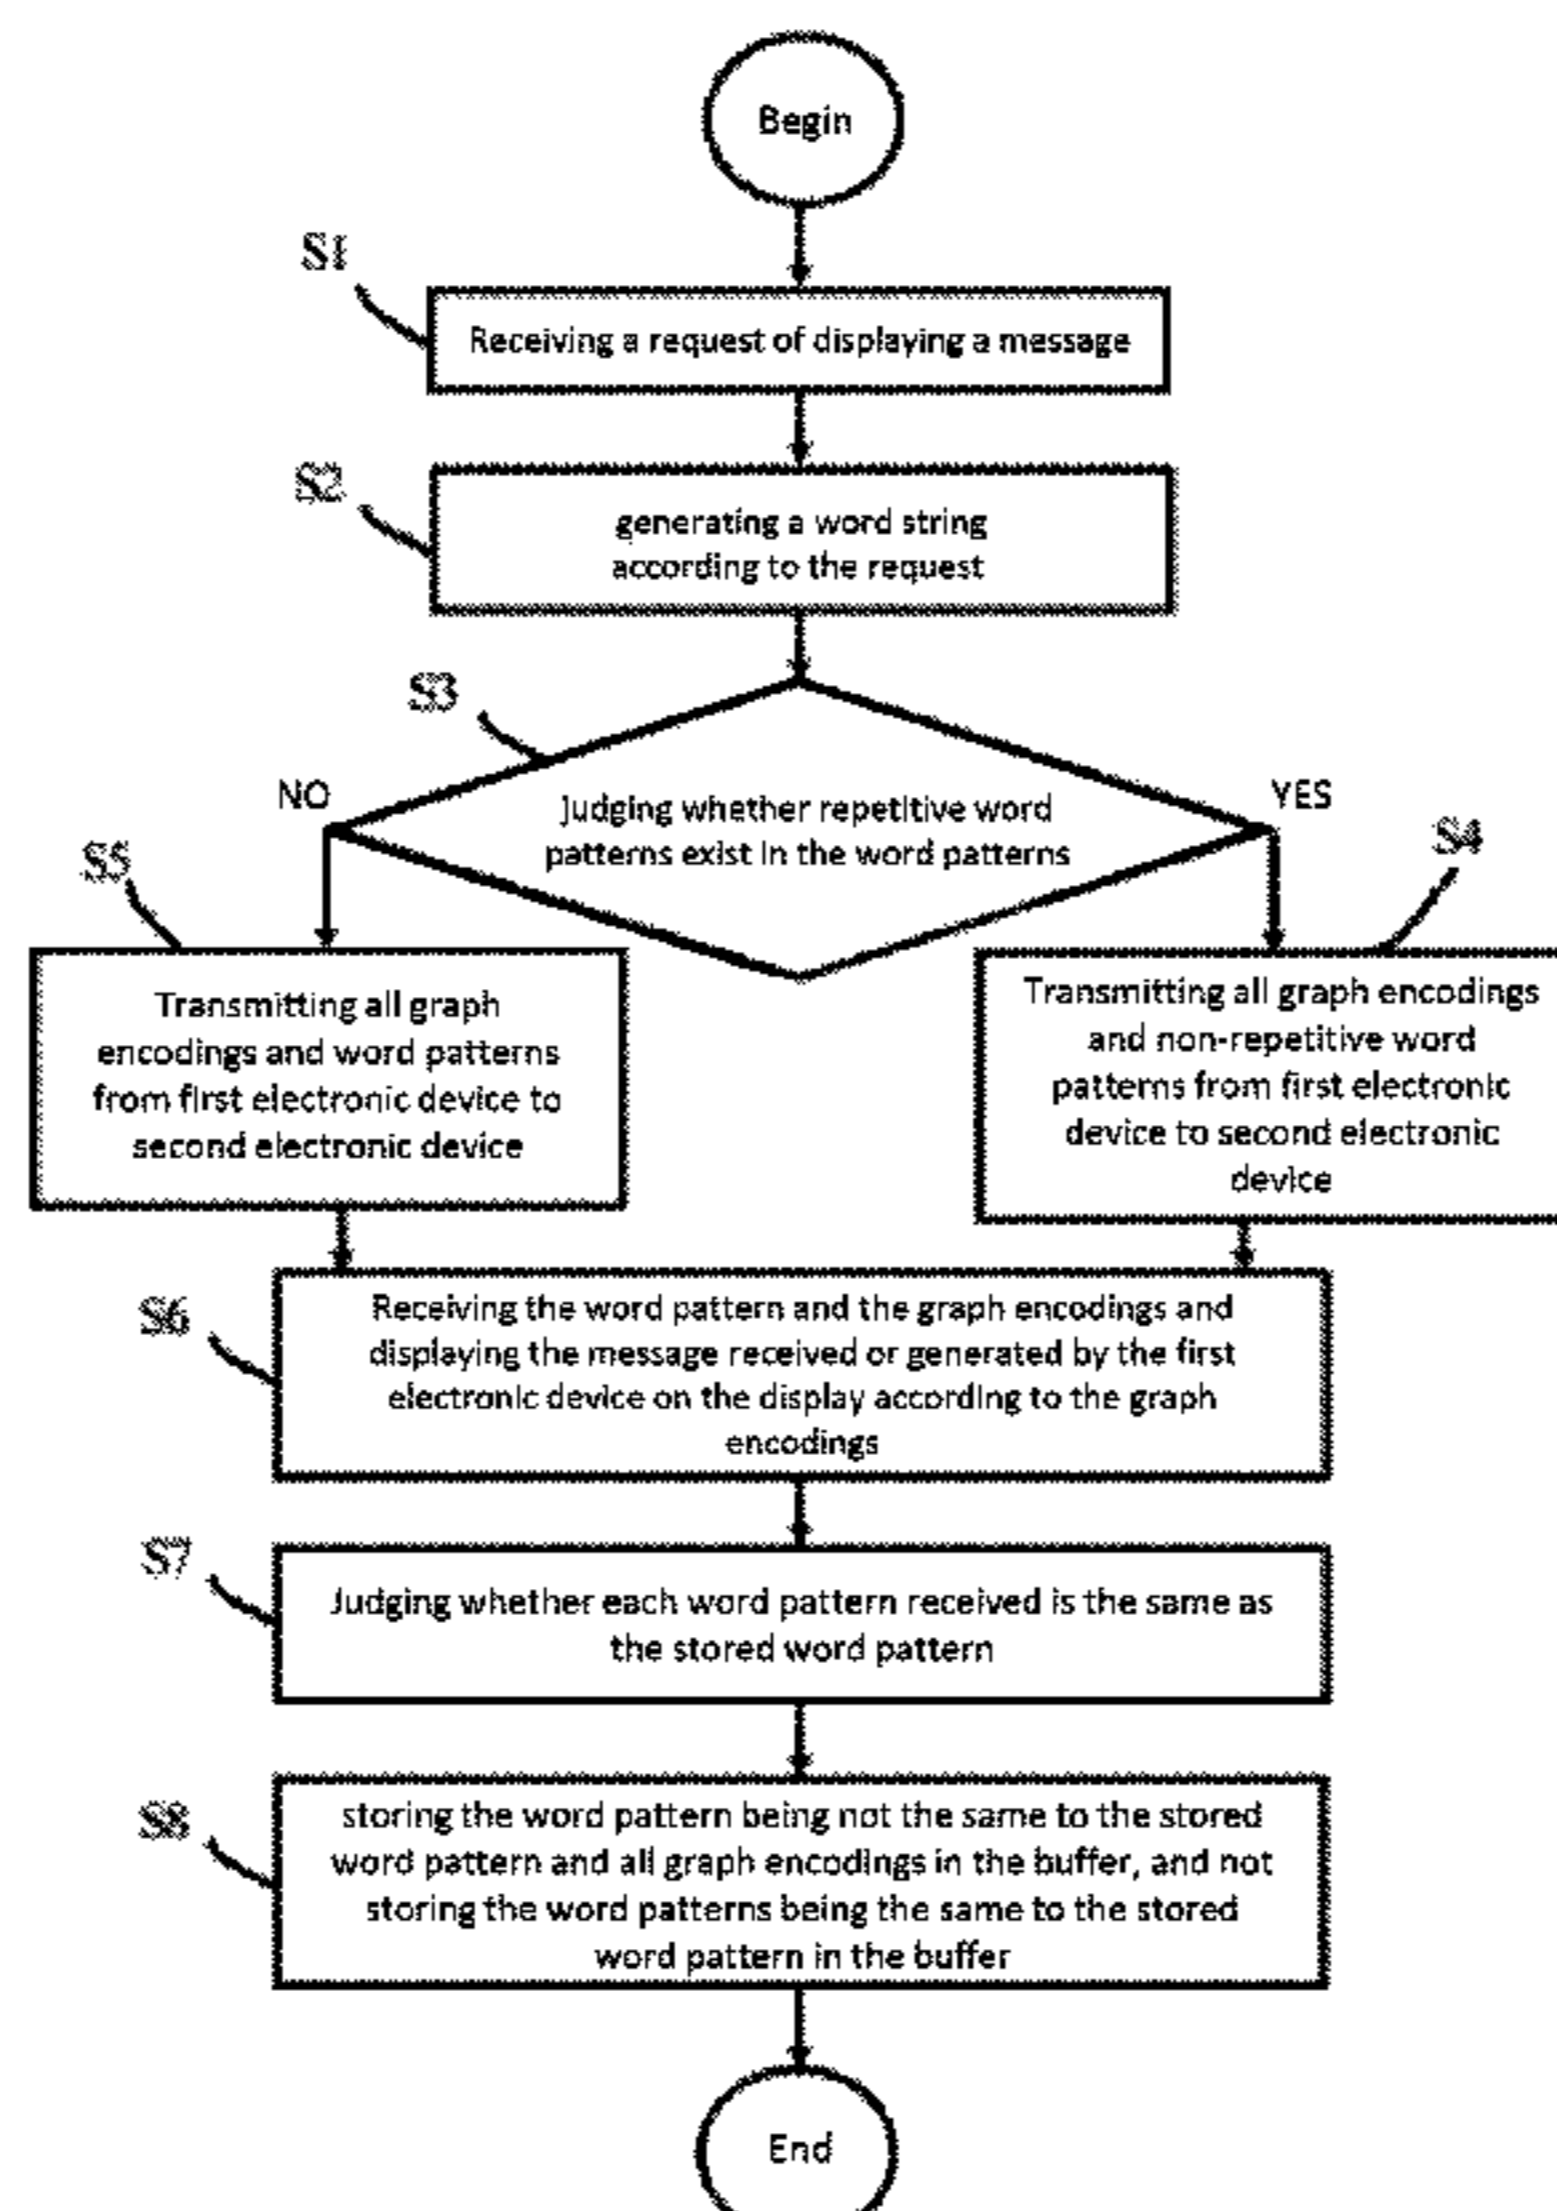 Begin
S1
Receiving a request of displaying a message
S2
generating a word string
according to the request
S3
NO
YES
Judging whether repetitive word
patterns exist in the word patterns
S5
S4
Transmitting all graph
encodings and word patterns
from first electronic device to
second electronic device
Transmitting all graph encodings
and non-repetitive word
patterns from first electronic
device to second electronic
device
S6
Receiving the word pattern and the graph encodings and
displaying the message received or generated by the first
electronic device on the display according to the graph
encodings
S7
Judging whether each word pattern received is the same as
the stored word pattern
S8
storing the word pattern being not the same to the stored
word pattern and all graph encodings in the buffer, and not
storing the word patterns being the same to the stored
word pattern in the buffer
End